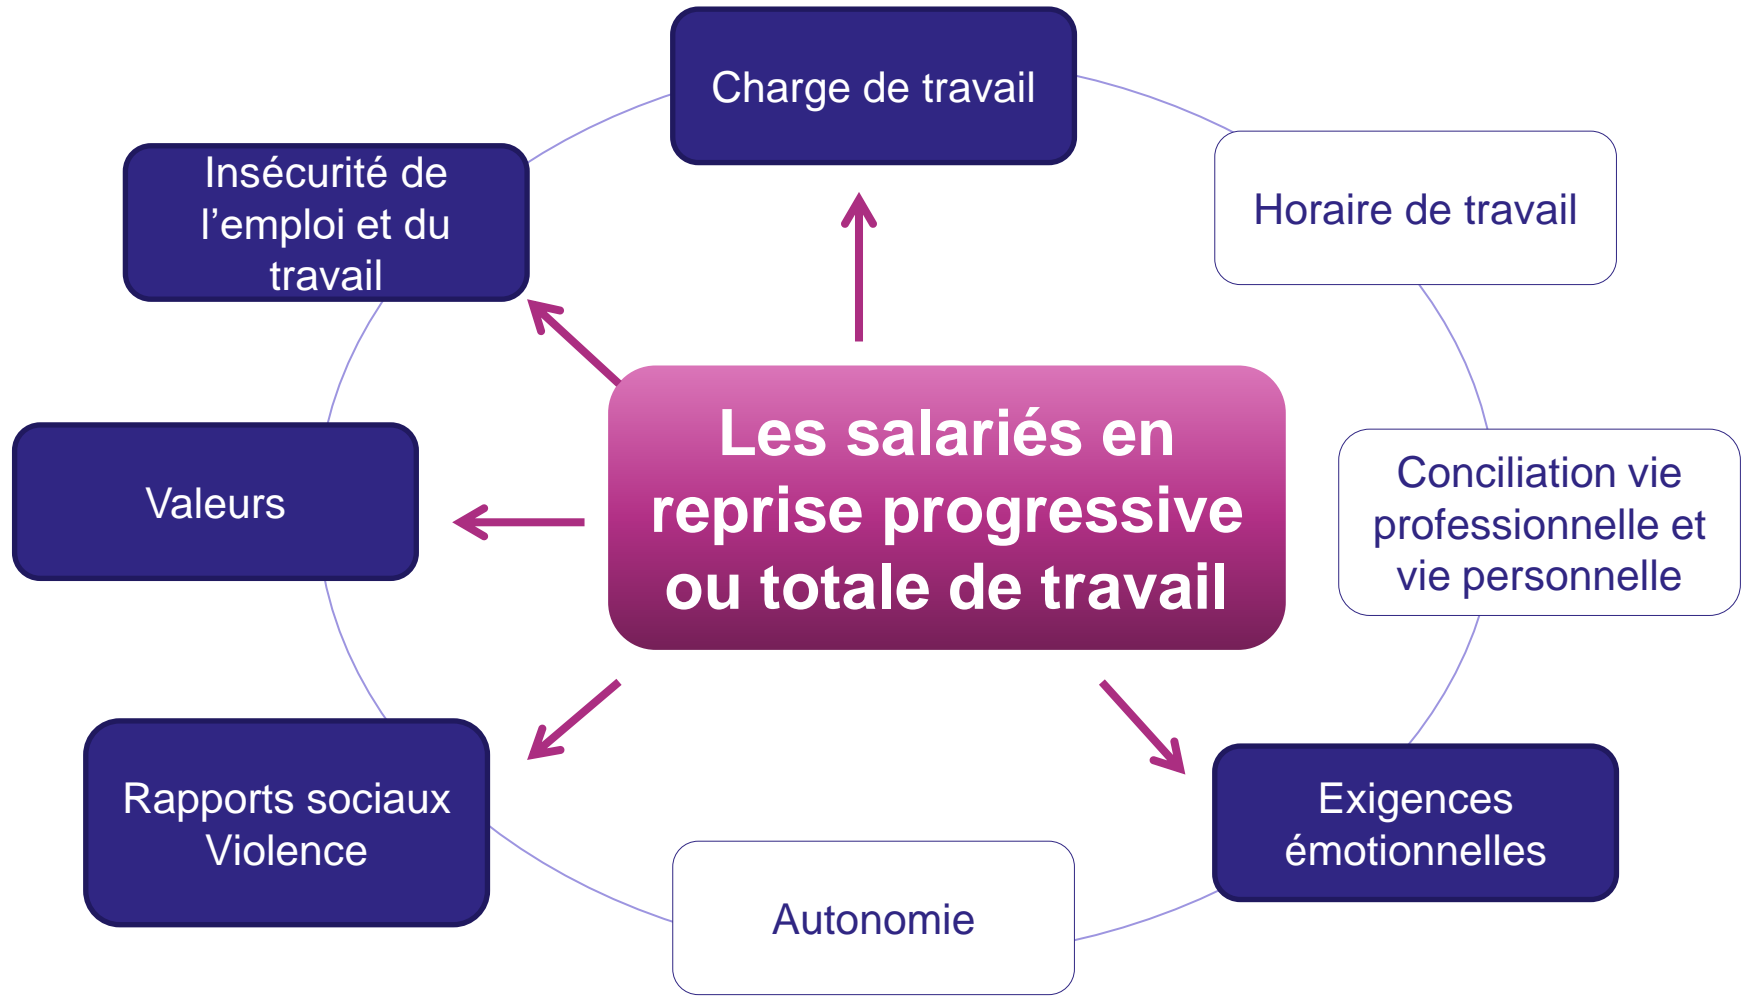 Charge de travail
Horaire de travail
Conciliation vie
professionnelle et
vie personnelle
Exigences
émotionnelles
Autonomie
Rapports sociaux
Violence
Valeurs
Insécurité de
l’emploi et du
travail
Les salariés en
reprise progressive
ou totale de travail